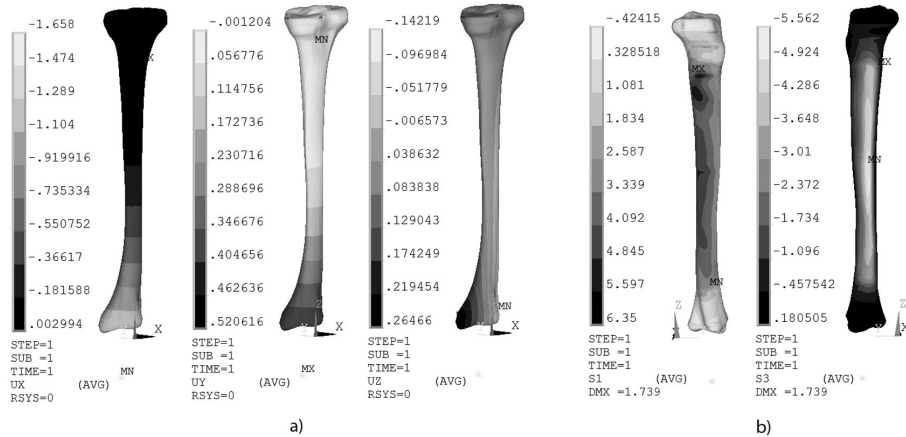 -1.658
-1.474
-1.289
-1.104
-.919916
-.735334
-.550752
-.36617
-.181588
.002994
X
X
STEP=1
SUB =1
TIME=1
MN
UX (AVG)
RSYS=0
-.001204
.056776
.114756
.172736
.230716
.288696
.346676
.404656
.462636
.520616
MN
Z
X
STEP=1
SUB =1
TIME=1
MX
UY (AVG)
RSYS=0
-.14219
-.096984
-.051779
-.006573
.038632
.083838
.129043
.174249
.219454
.26466
MN
X
STEP=1
SUB =1
TIME=1
UZ (AVG)
RSYS=0
a)
-.42415
.328518
1.081
1.834
2.587
3.339
4.092
4.845
5.597
6.35
MX
MN
Z
STEP=1
SUB =1
TIME=1
S1 (AVG)
DMX =1.739
-5.562
-4.924
-4.286
-3.648
-3.01
-2.372
-1.734
-1.096
-.457542
.180505
MX
MN
Z
X
STEP=1
SUB =1
TIME=1
S3 (AVG)
DMX =1.739
b)